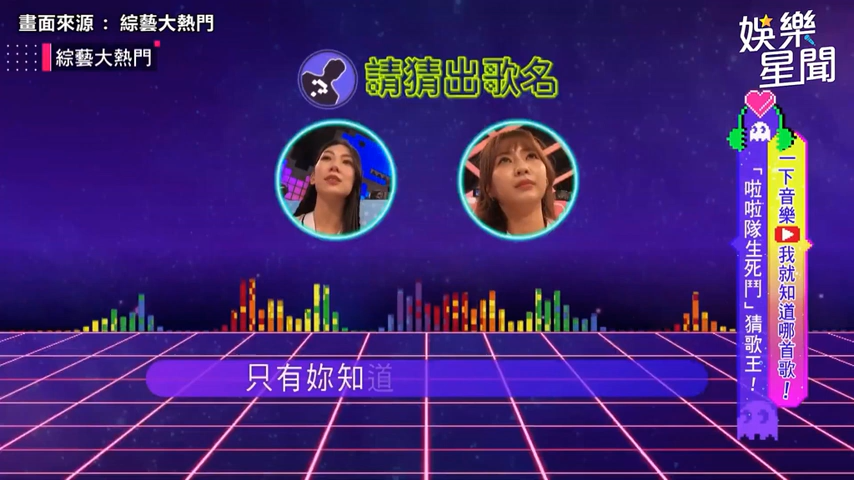 畫面來源 : 綜藝大熱門
綜藝大熱門
娛樂
星聞
請猜出歌名
一下音樂 我就知道哪首歌!
「啦啦隊生死鬥」猜歌王!
只有妳知道